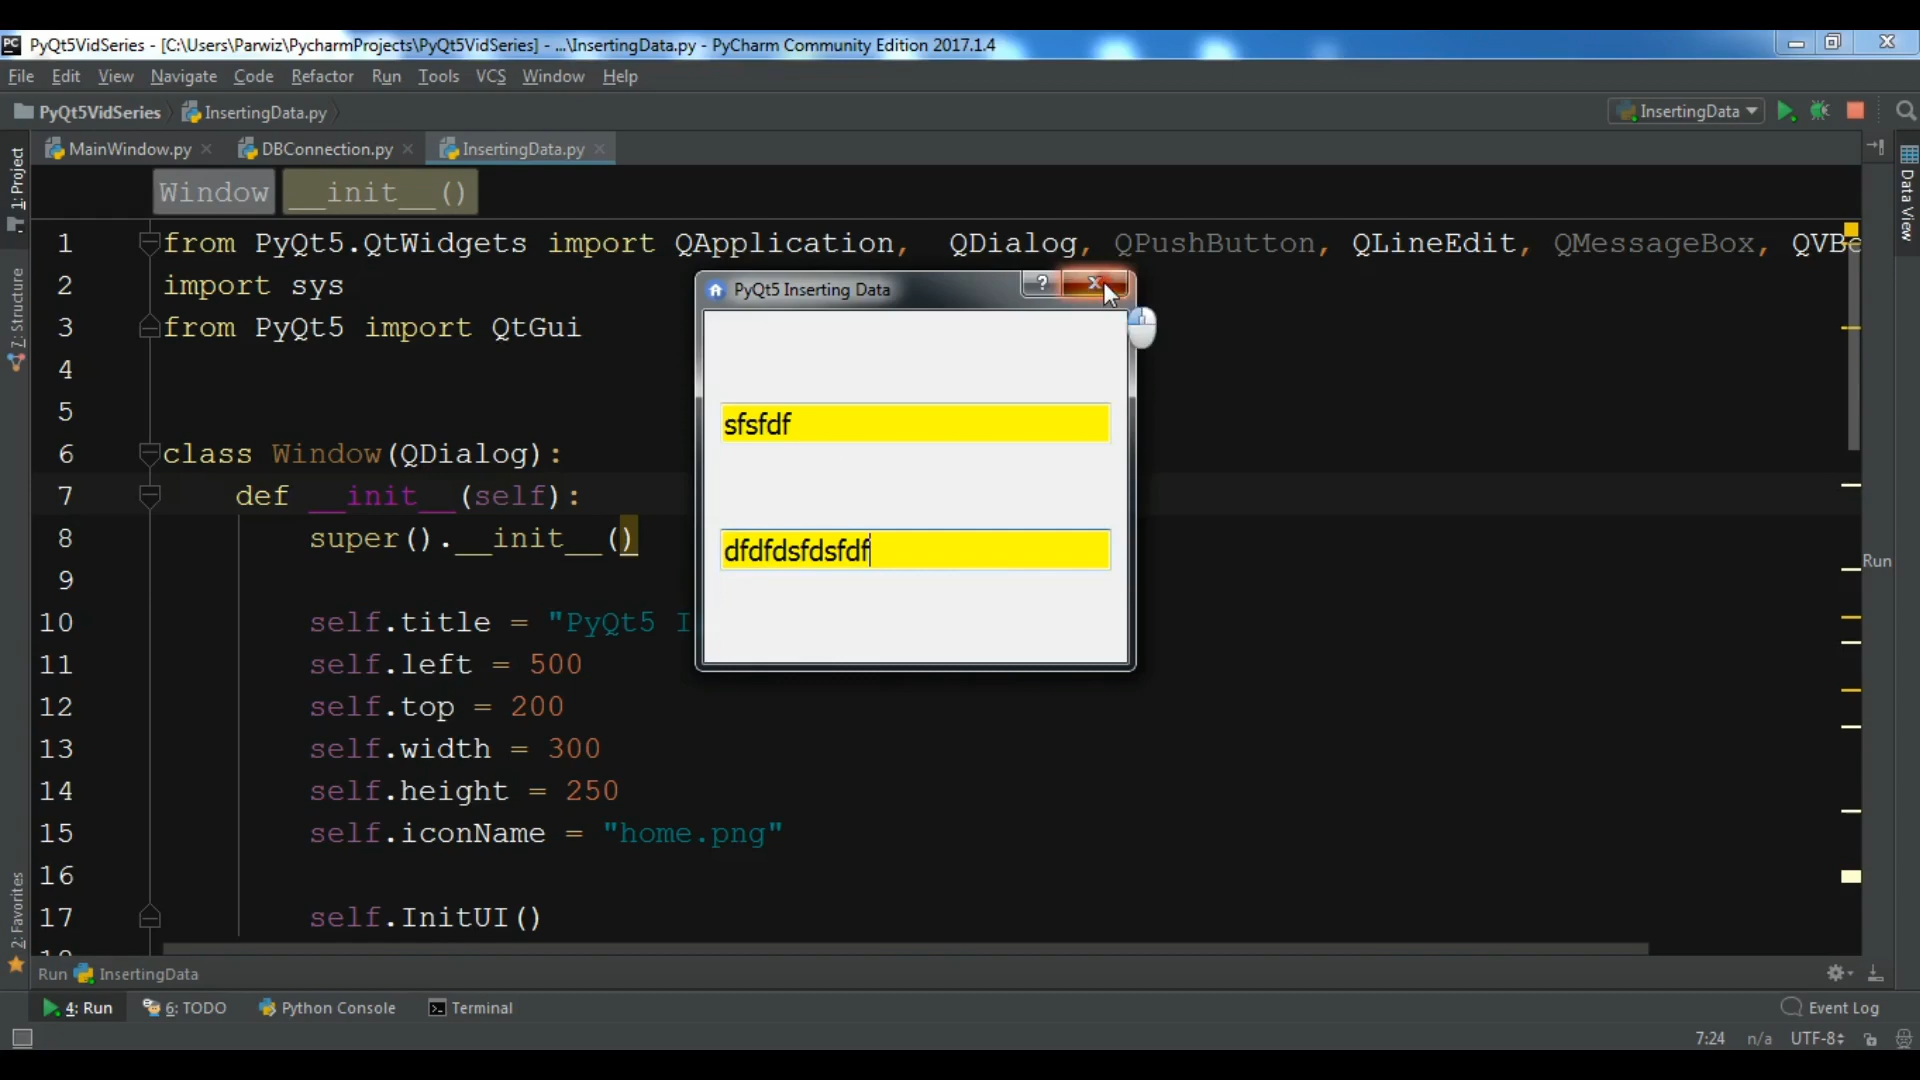 PyQt5VidSeries - [C:\Users\Parwiz\PycharmProjects\PyQt5VidSeries] - ...\InsertingData.py - PyCharm Community Edition 2017.1.4
File Edit View Navigate Code Refactor Run Tools VCS Window Help
PyQt5VidSeries InsertingData.py InsertingData
MainWindow.py DBConnection.py InsertingData.py
Window __init__()
1 from PyQt5.QtWidgets import QApplication, QDialog, QPushButton, QLineEdit, QMessageBox,
2 import sys
3 from PyQt5 import QtGui
4
5
6 class Window(QDialog):
7 def __init__(self):
8 super().__init__()
9
10 self.title = "PyQt5 I
11 self.left = 500
12 self.top = 200
13 self.width = 300
14 self.height = 250
15 self.iconName = "home.png"
16
17 self.InitUI()
PyQt5 Inserting Data
?
sfsfdf
dfdfdsfdsfdf
1: Project
7: Structure
2: Favorites
Data View
Run
Run InsertingData
4: Run 6: TODO Python Console Terminal Event Log
7:24 n/a UTF-8